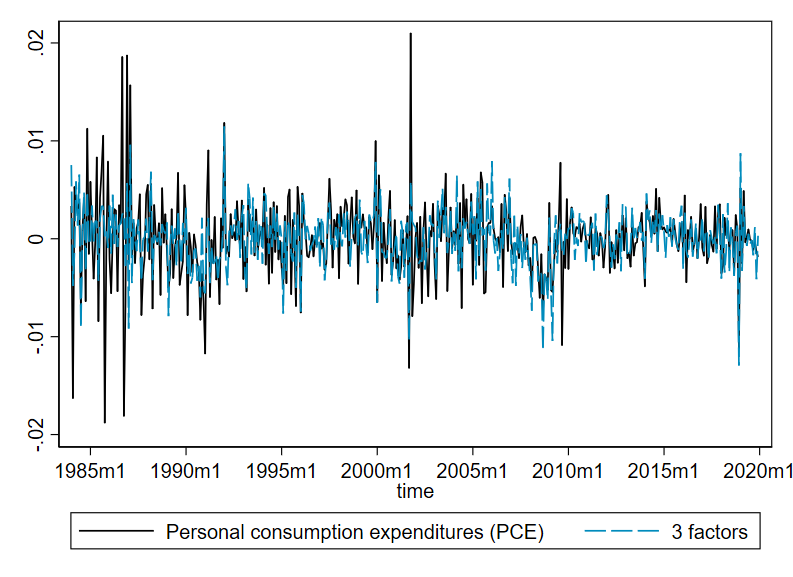 .02
.01
0
-.01
-.02
1985m1 1990m1 1995m1 2000m1 2005m1 2010m1 2015m1 2020m1
time
Personal consumption expenditures (PCE) 3 factors